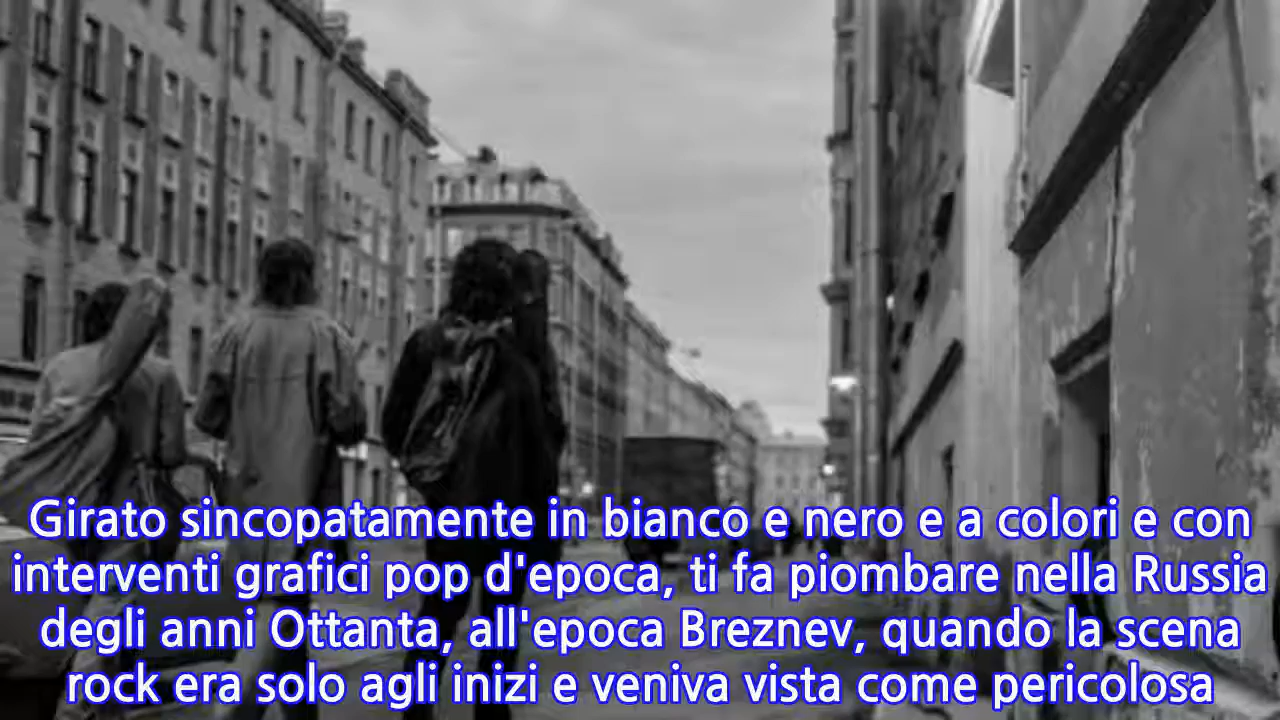 Girato sincopatamente in bianco e nero e a colori e con
interventi grafici pop d'epoca, ti fa piombare nella Russia
degli anni Ottanta, all'epoca Breznev, quando la scena
rock era solo agli inizi e veniva vista come pericolosa